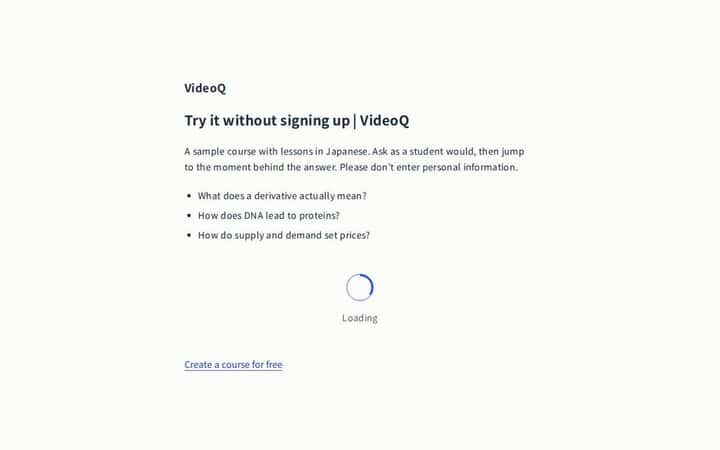 VideoQ
Try it without signing up | VideoQ
A sample course with lessons in Japanese. Ask as a student would, then jump
to the moment behind the answer. Please don't enter personal information.
• What does a derivative actually mean?
• How does DNA lead to proteins?
• How do supply and demand set prices?
Loading
Create a course for free